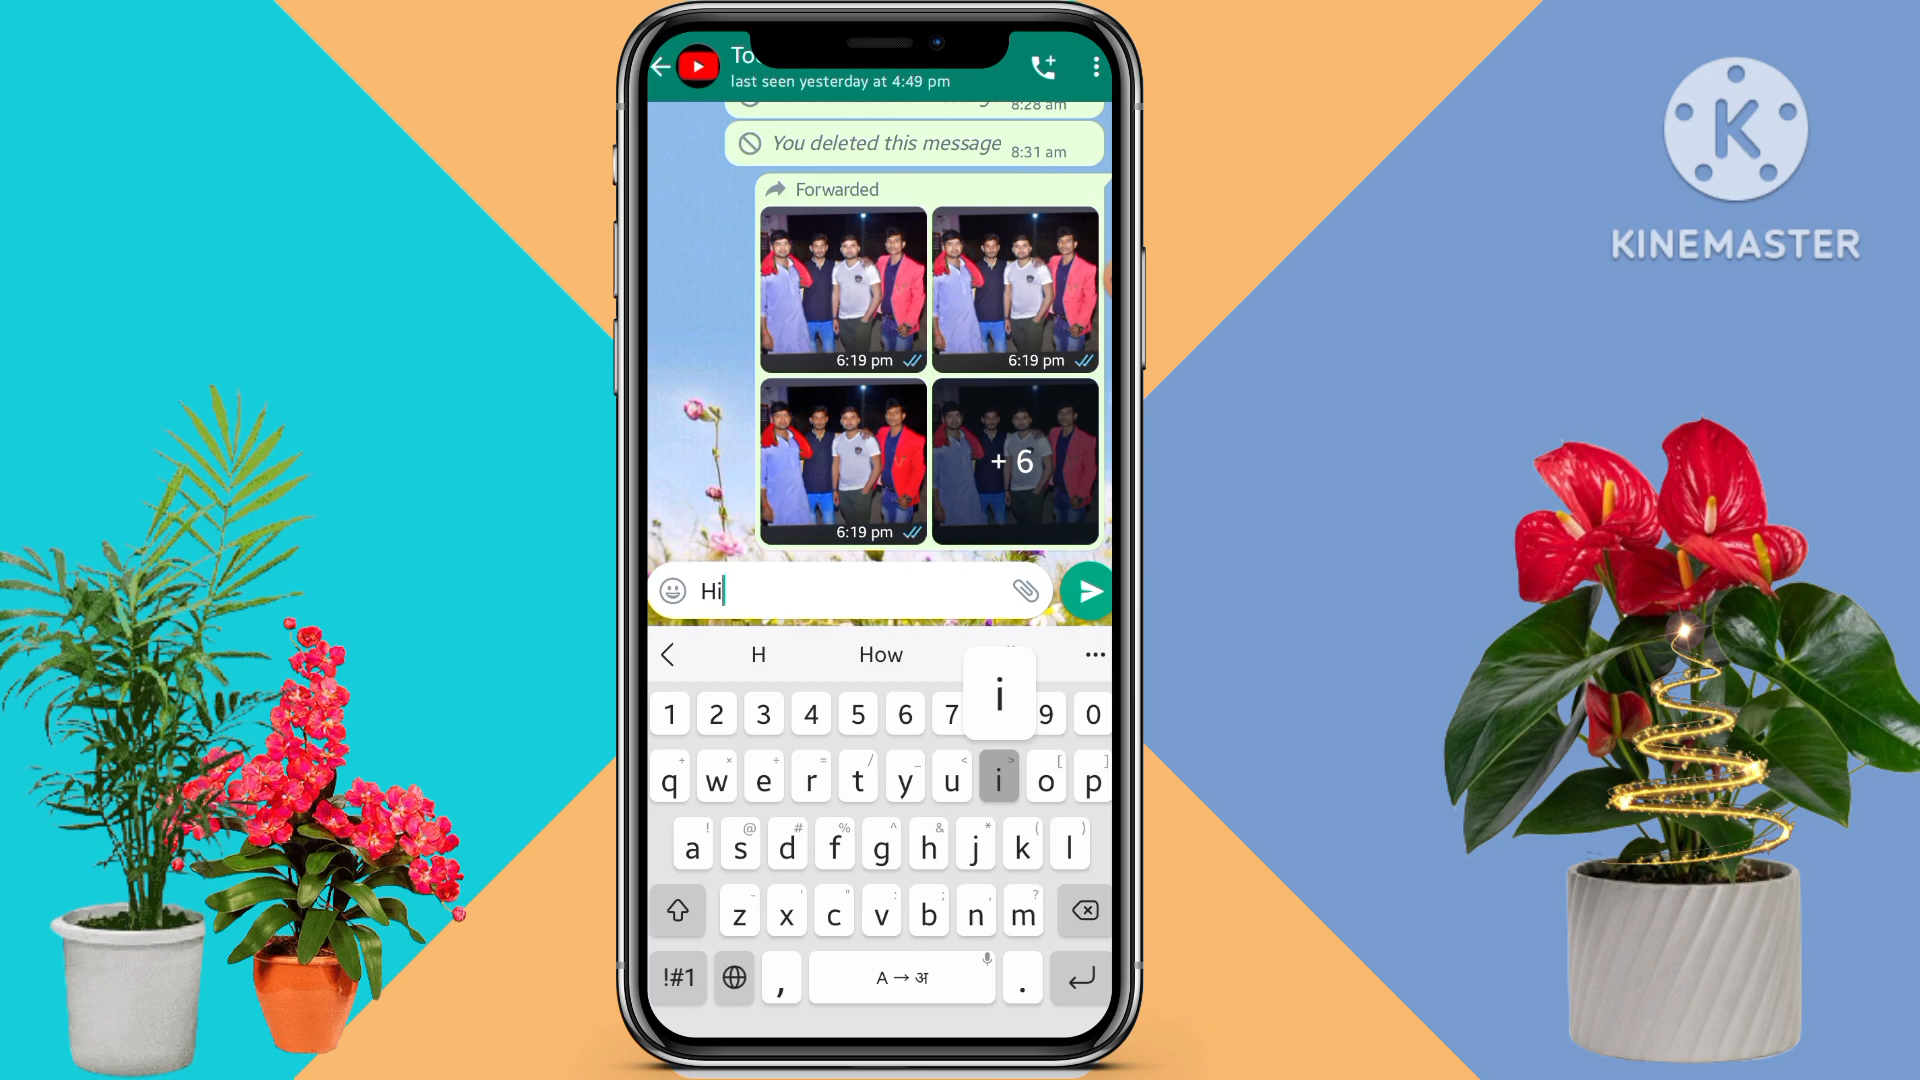 last seen yesterday at 4:49 pm
8:28 am
You deleted this message 8:31 am
Forwarded
6:19 pm
6:19 pm
6:19 pm
+ 6
Hi
H How
i
1 2 3 4 5 6 7 9 0
q w e r t y u i o p
a s d f g h j k l
z x c v b n m
!#1 , A → अ .
K
KINEMASTER